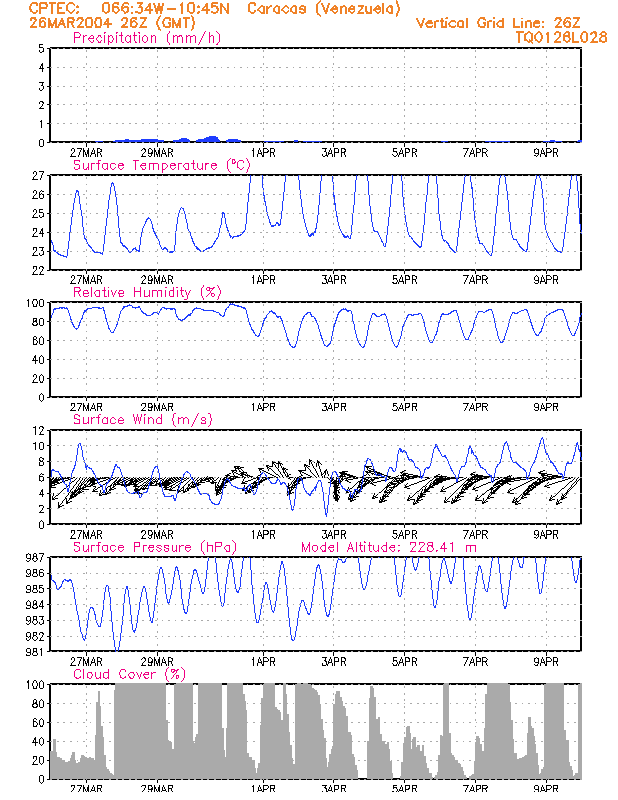 CPTEC: 066:34W-10:45N Caracas (Venezuela)
26MAR2004 26Z (GMT) Vertical Grid Line: 26Z
Precipitation (mm/h) TQ0126L028
5
4
3
2
1
0
27MAR 29MAR 1APR 3APR 5APR 7APR 9APR
Surface Temperature (°C)
27
26
25
24
23
22
27MAR 29MAR 1APR 3APR 5APR 7APR 9APR
Relative Humidity (%)
100
80
60
40
20
0
27MAR 29MAR 1APR 3APR 5APR 7APR 9APR
Surface Wind (m/s)
12
10
8
6
4
2
0
27MAR 29MAR 1APR 3APR 5APR 7APR 9APR
Surface Pressure (hPa) Model Altitude: 228.41 m
987
986
985
984
983
982
981
27MAR 29MAR 1APR 3APR 5APR 7APR 9APR
Cloud Cover (%)
100
80
60
40
20
0
27MAR 29MAR 1APR 3APR 5APR 7APR 9APR